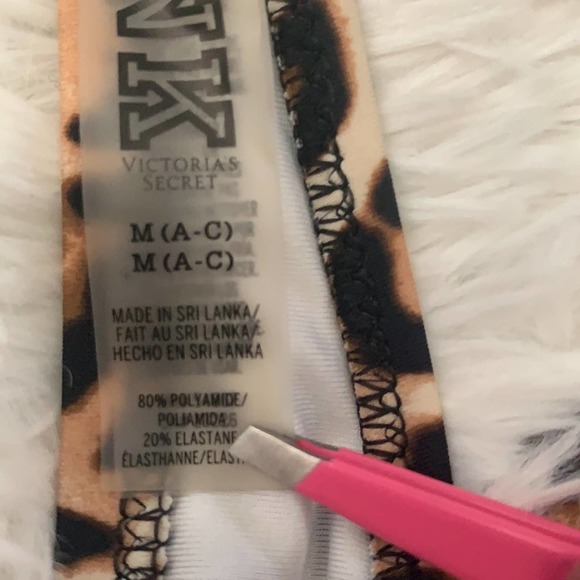 NK
VICTORIA'S
SECRET
M (A-C)
M (A-C)
MADE IN SRI LANKA/
FAIT AU SRI LANKA/
HECHO EN SRI LANKA
80% POLYAMIDE/
POLIAMIDA
20% ELASTANE
ÉLASTHANNE/